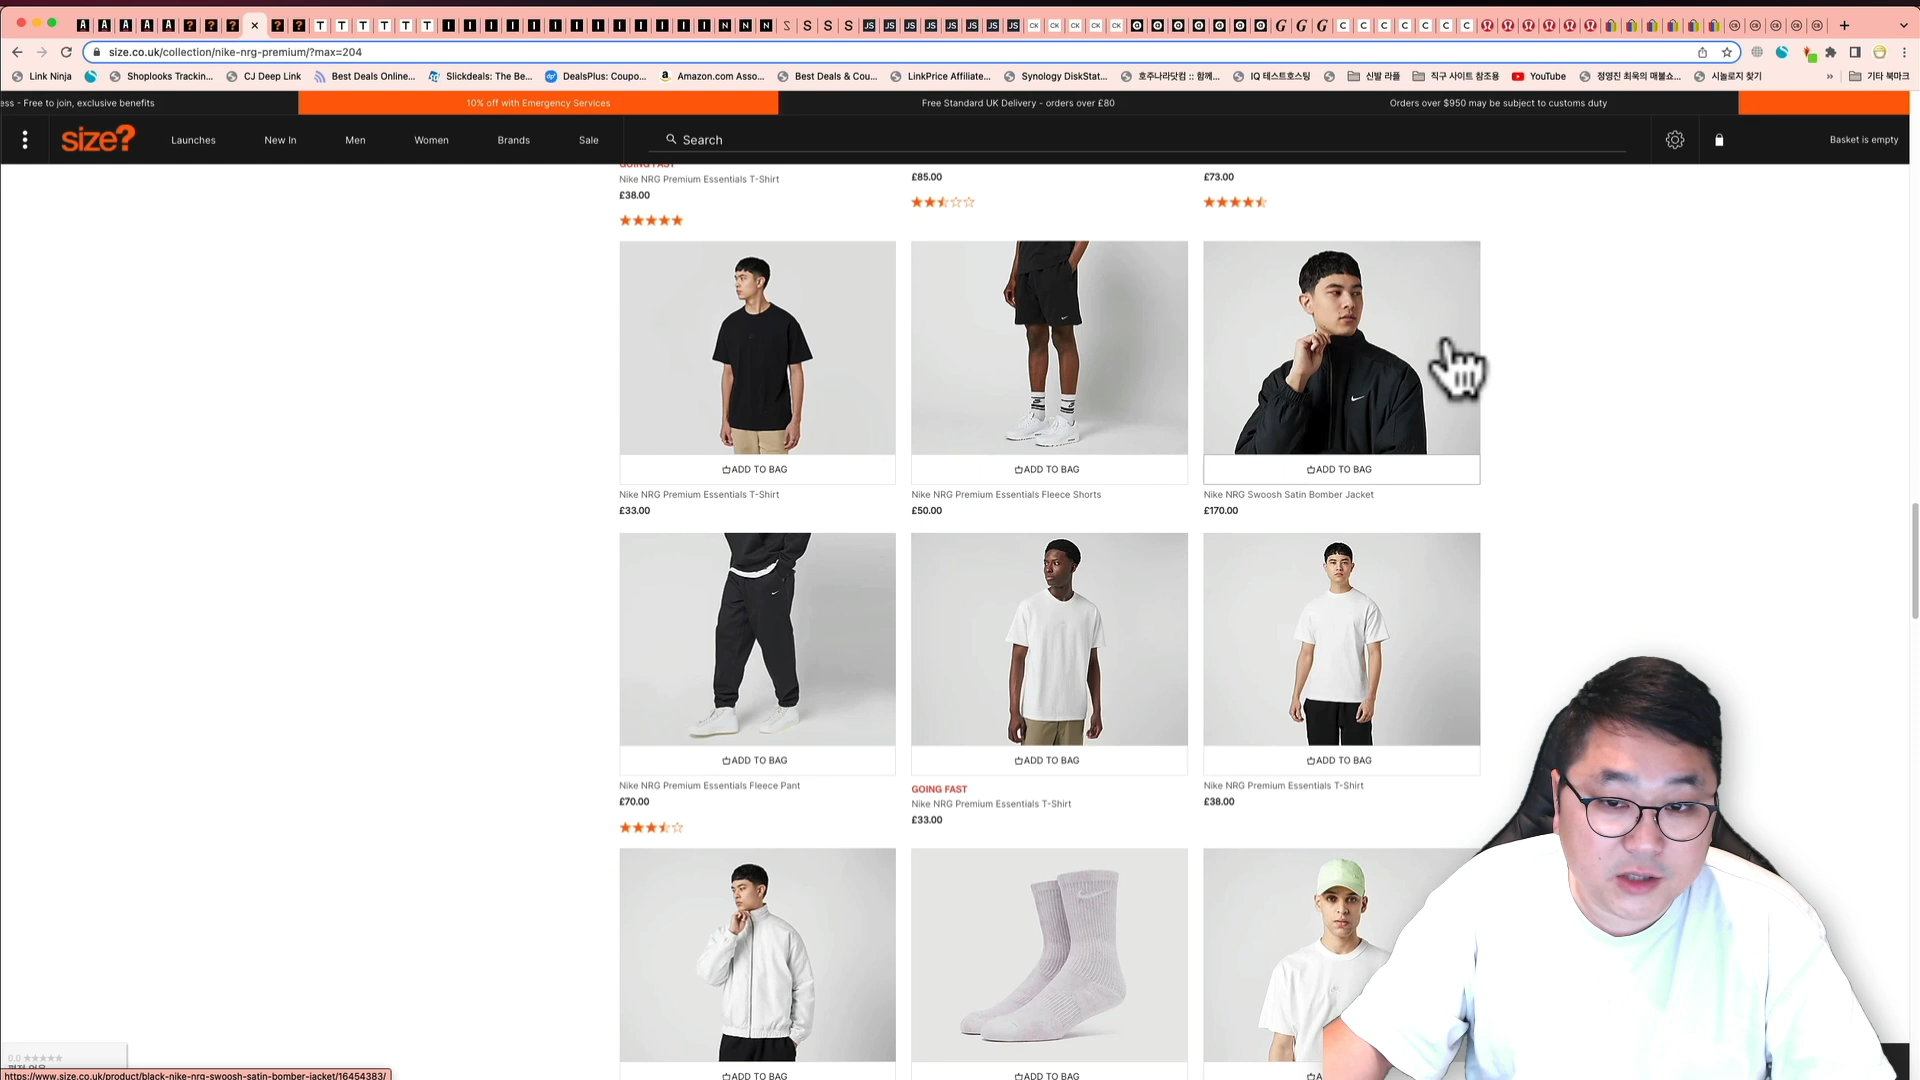 size.co.uk/collection/nike-nrg-premium/?max=204
Link Ninja
Shoplooks Trackin...
CJ Deep Link
Best Deals Online...
Slickdeals: The Be...
DealsPlus: Coupo...
Amazon.com Asso...
Best Deals & Cou...
LinkPrice Affiliate...
Synology DiskStat...
호주나라닷컴 :: 함께...
IQ 테스트호스팅
신발 라플
직구 사이트 참조용
YouTube
정영진 최욱의 매불쇼...
시놀로지 찾기
기타 북마크
ess - Free to join, exclusive benefits
10% off with Emergency Services
Free Standard UK Delivery - orders over £80
Orders over $950 may be subject to customs duty
size?
Launches
New In
Men
Women
Brands
Sale
Search
Basket is empty
GOING FAST
Nike NRG Premium Essentials T-Shirt
£38.00
£85.00
£73.00
ADD TO BAG
ADD TO BAG
ADD TO BAG
Nike NRG Premium Essentials T-Shirt
£33.00
Nike NRG Premium Essentials Fleece Shorts
£50.00
Nike NRG Swoosh Satin Bomber Jacket
£170.00
ADD TO BAG
ADD TO BAG
ADD TO BAG
Nike NRG Premium Essentials Fleece Pant
£70.00
GOING FAST
Nike NRG Premium Essentials T-Shirt
£33.00
Nike NRG Premium Essentials T-Shirt
£38.00
ADD TO BAG
ADD TO BAG
0.0
https://www.size.co.uk/product/black-nike-nrg-swoosh-satin-bomber-jacket/16454383/